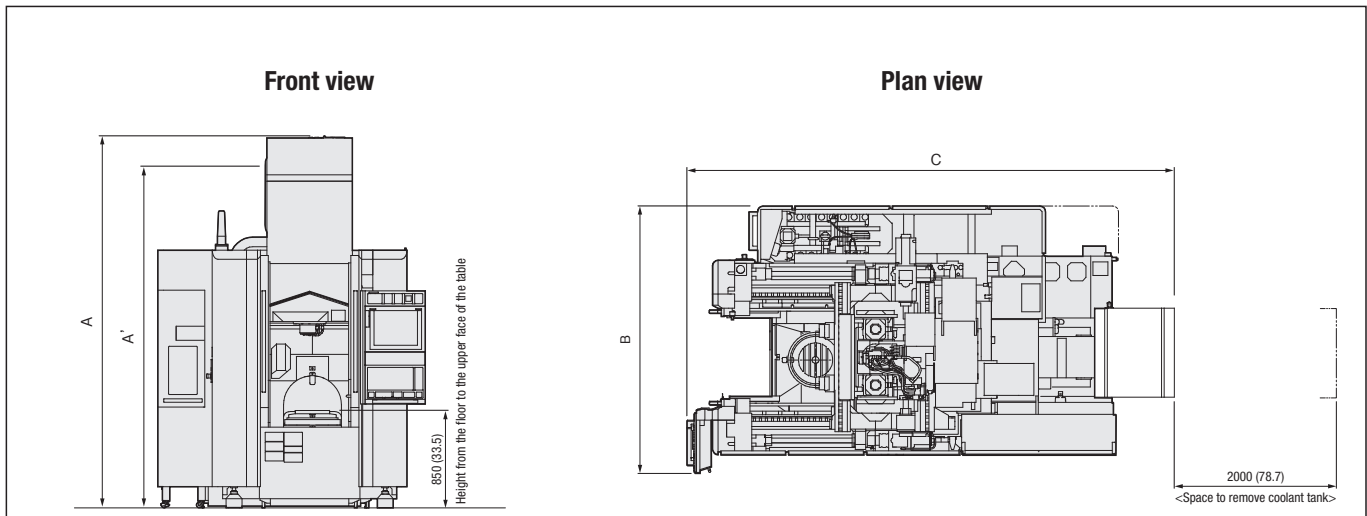 Front view
Plan view
A
A'
850 (33.5)
Height from the floor to the upper face of the table
C
B
2000 (78.7)
<Space to remove coolant tank>